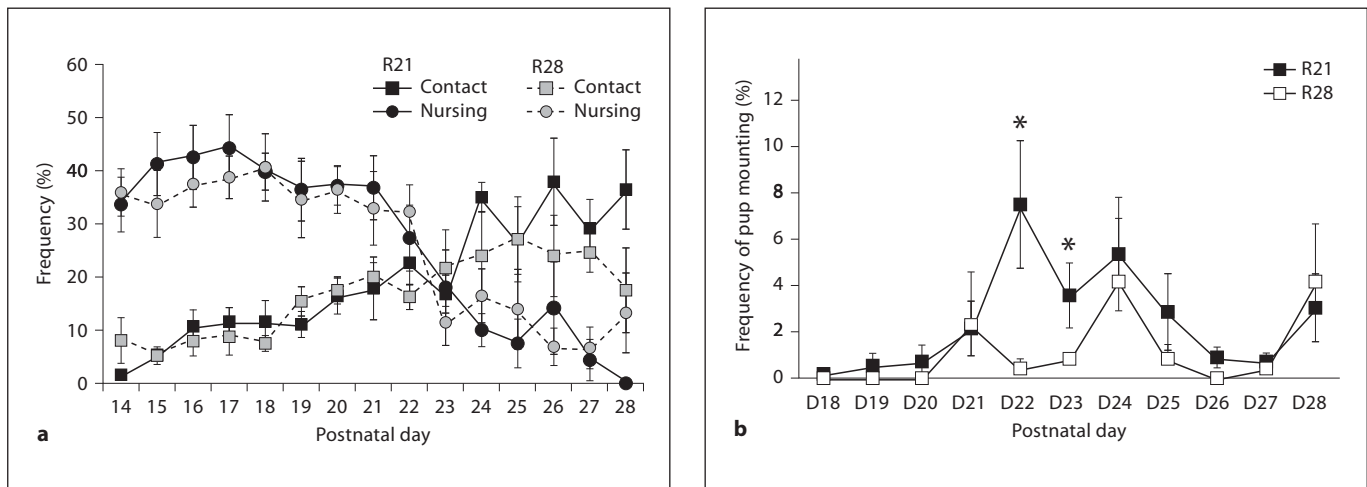 R21
R28
Contact
Contact
Nursing
Nursing
Frequency (%)
60
50
40
30
20
10
0
14 15 16 17 18 19 20 21 22 23 24 25 26 27 28
Postnatal day
a
R21
R28
Frequency of pup mounting (%)
12
10
8
6
4
2
0
*
*
D18 D19 D20 D21 D22 D23 D24 D25 D26 D27 D28
Postnatal day
b